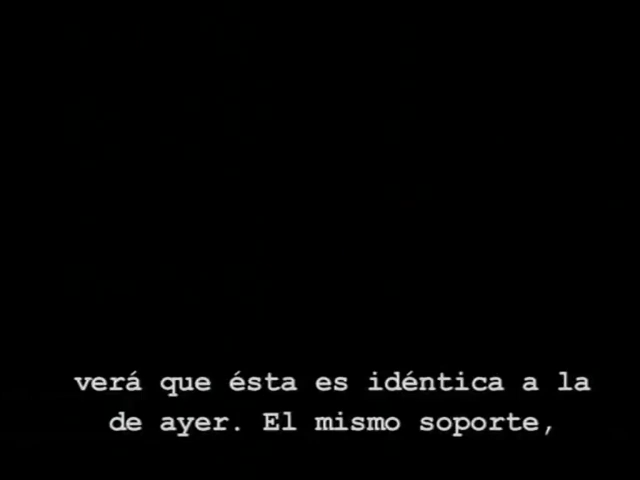 verá que ésta es idéntica a la
de ayer. El mismo soporte,